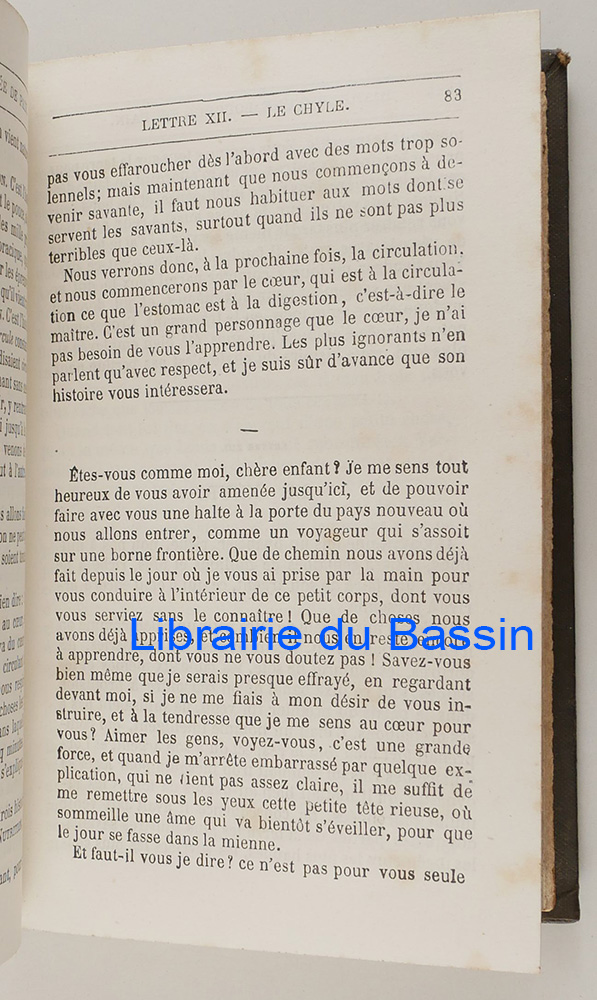 LETTRE XII. — LE CHYLE. 83
pas vous effaroucher dès l'abord avec des mots trop so-
lennels; mais maintenant que nous commençons à de-
venir savante, il faut nous habituer aux mots dont se
servent les savants, surtout quand ils ne sont pas plus
terribles que ceux-là.
Nous verrons donc, à la prochaine fois, la circulation,
et nous commencerons par le cœur, qui est à la circula-
tion ce que l'estomac est à la digestion, c'est-à-dire le
maître. C'est un grand personnage que le cœur, je n'ai
pas besoin de vous l'apprendre. Les plus ignorants n'en
parlent qu'avec respect, et je suis sûr d'avance que son
histoire vous intéressera.
—
Êtes-vous comme moi, chère enfant? Je me sens tout
heureux de vous avoir amenée jusqu'ici, et de pouvoir
faire avec vous une halte à la porte du pays nouveau où
nous allons entrer, comme un voyageur qui s'assoit
sur une borne frontière. Que de chemin nous avons déjà
fait depuis le jour où je vous ai prise par la main pour
vous conduire à l'intérieur de ce petit corps, dont vous
vous serviez sans le connaître! Que de choses nous
avons déjà apprises, et combien il nous en reste encore
Librairie du Bassin
à apprendre, dont vous ne vous doutez pas! Savez-vous
bien même que je serais presque effrayé, en regardant
devant moi, si je ne me fiais à mon désir de vous in-
struire, et à la tendresse que je me sens au cœur pour
vous? Aimer les gens, voyez-vous, c'est une grande
force, et quand je m'arrête embarrassé par quelque ex-
plication, qui ne vient pas assez claire, il me suffit de
me remettre sous les yeux cette petite tête rieuse, où
sommeille une âme qui va bientôt s'éveiller, pour que
le jour se fasse dans la mienne.
Et faut-il vous je dire? ce n'est pas pour vous seule